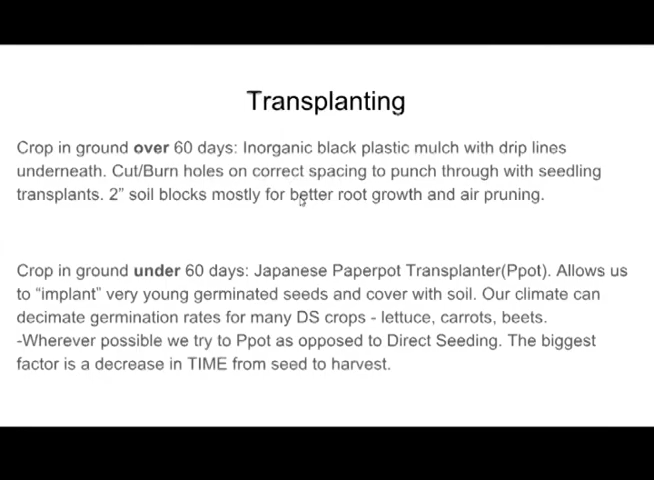 Transplanting
Crop in ground over 60 days: Inorganic black plastic mulch with drip lines
underneath. Cut/Burn holes on correct spacing to punch through with seedling
transplants. 2” soil blocks mostly for better root growth and air pruning.
Crop in ground under 60 days: Japanese Paperpot Transplanter(Ppot). Allows us
to “implant” very young germinated seeds and cover with soil. Our climate can
decimate germination rates for many DS crops - lettuce, carrots, beets.
-Wherever possible we try to Ppot as opposed to Direct Seeding. The biggest
factor is a decrease in TIME from seed to harvest.